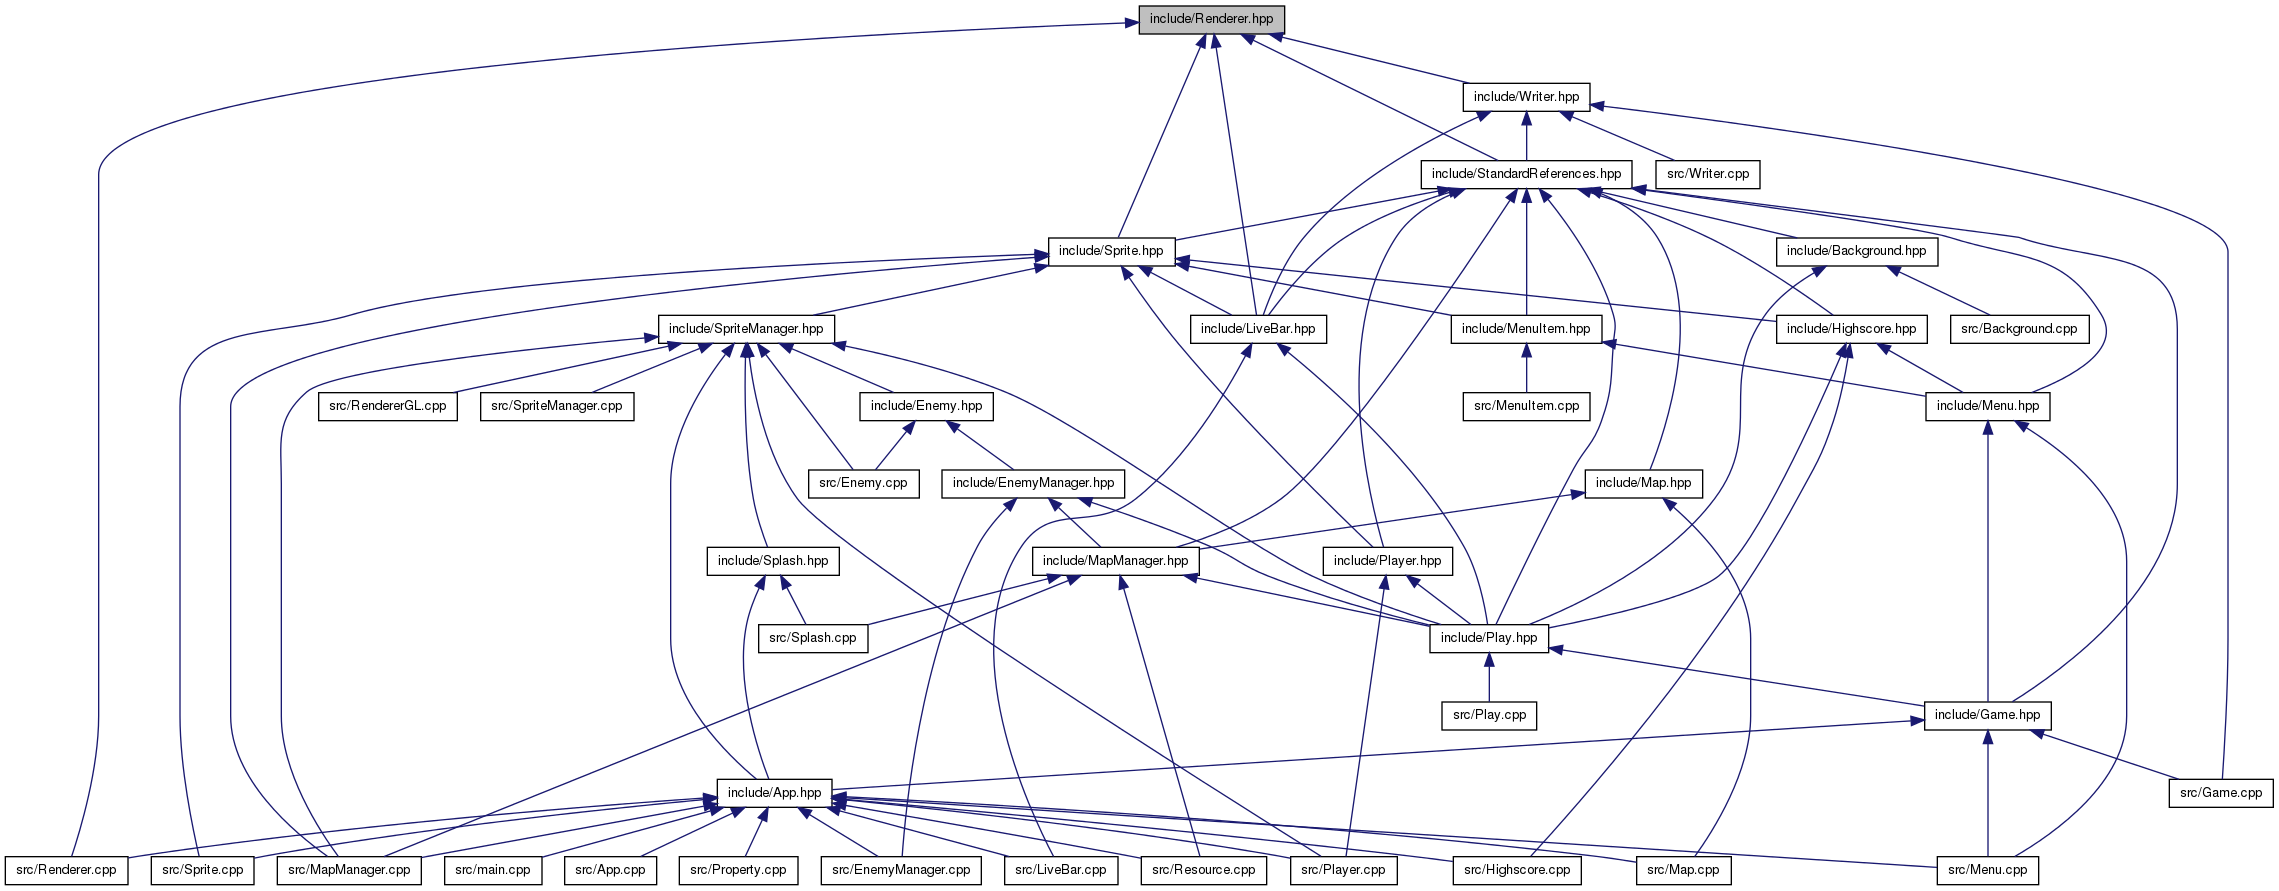 include/Renderer.hpp
include/Writer.hpp
include/StandardReferences.hpp
src/Writer.cpp
include/Sprite.hpp
include/Background.hpp
include/SpriteManager.hpp
include/LiveBar.hpp
include/MenuItem.hpp
include/Highscore.hpp
src/Background.cpp
src/RendererGL.cpp
src/SpriteManager.cpp
include/Enemy.hpp
src/MenuItem.cpp
include/Menu.hpp
src/Enemy.cpp
include/EnemyManager.hpp
include/Map.hpp
include/Splash.hpp
include/MapManager.hpp
include/Player.hpp
src/Splash.cpp
include/Play.hpp
src/Play.cpp
include/Game.hpp
include/App.hpp
src/Game.cpp
src/Renderer.cpp
src/Sprite.cpp
src/MapManager.cpp
src/main.cpp
src/App.cpp
src/Property.cpp
src/EnemyManager.cpp
src/LiveBar.cpp
src/Resource.cpp
src/Player.cpp
src/Highscore.cpp
src/Map.cpp
src/Menu.cpp